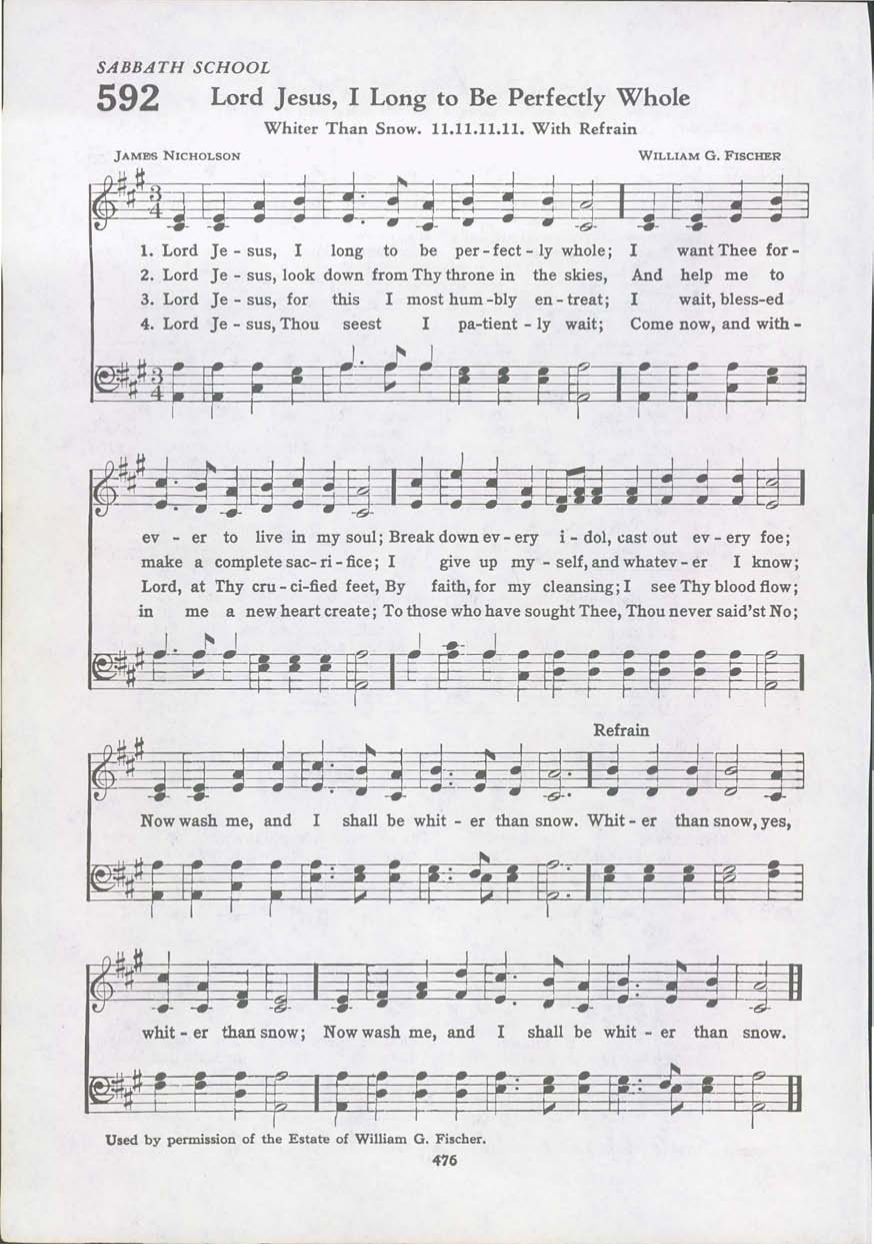 SABBATH SCHOOL
592 Lord Jesus, I Long to Be Perfectly Whole
Whiter Than Snow. 11.11.11.11. With Refrain
JAMES NICHOLSON WILLIAM G. FISCHER
3 4
1. Lord Je - sus, I long to be per - fect - ly whole; I want Thee for -
2. Lord Je - sus, look down from Thy throne in the skies, And help me to
3. Lord Je - sus, for this I most hum - bly en - treat; I wait, bless - ed
4. Lord Je - sus, Thou seest I pa - tient - ly wait; Come now, and with -
3 4
ev - er to live in my soul; Break down ev - ery i - dol, cast out ev - ery foe;
make a complete sac - ri - fice; I give up my - self, and whatev - er I know;
Lord, at Thy cru - ci - fied feet, By faith, for my cleansing; I see Thy blood flow;
in me a new heart create; To those who have sought Thee, Thou never said'st No;
Refrain
Now wash me, and I shall be whit - er than snow. Whit - er than snow, yes,
whit - er than snow; Now wash me, and I shall be whit - er than snow.
Used by permission of the Estate of William G. Fischer.
476